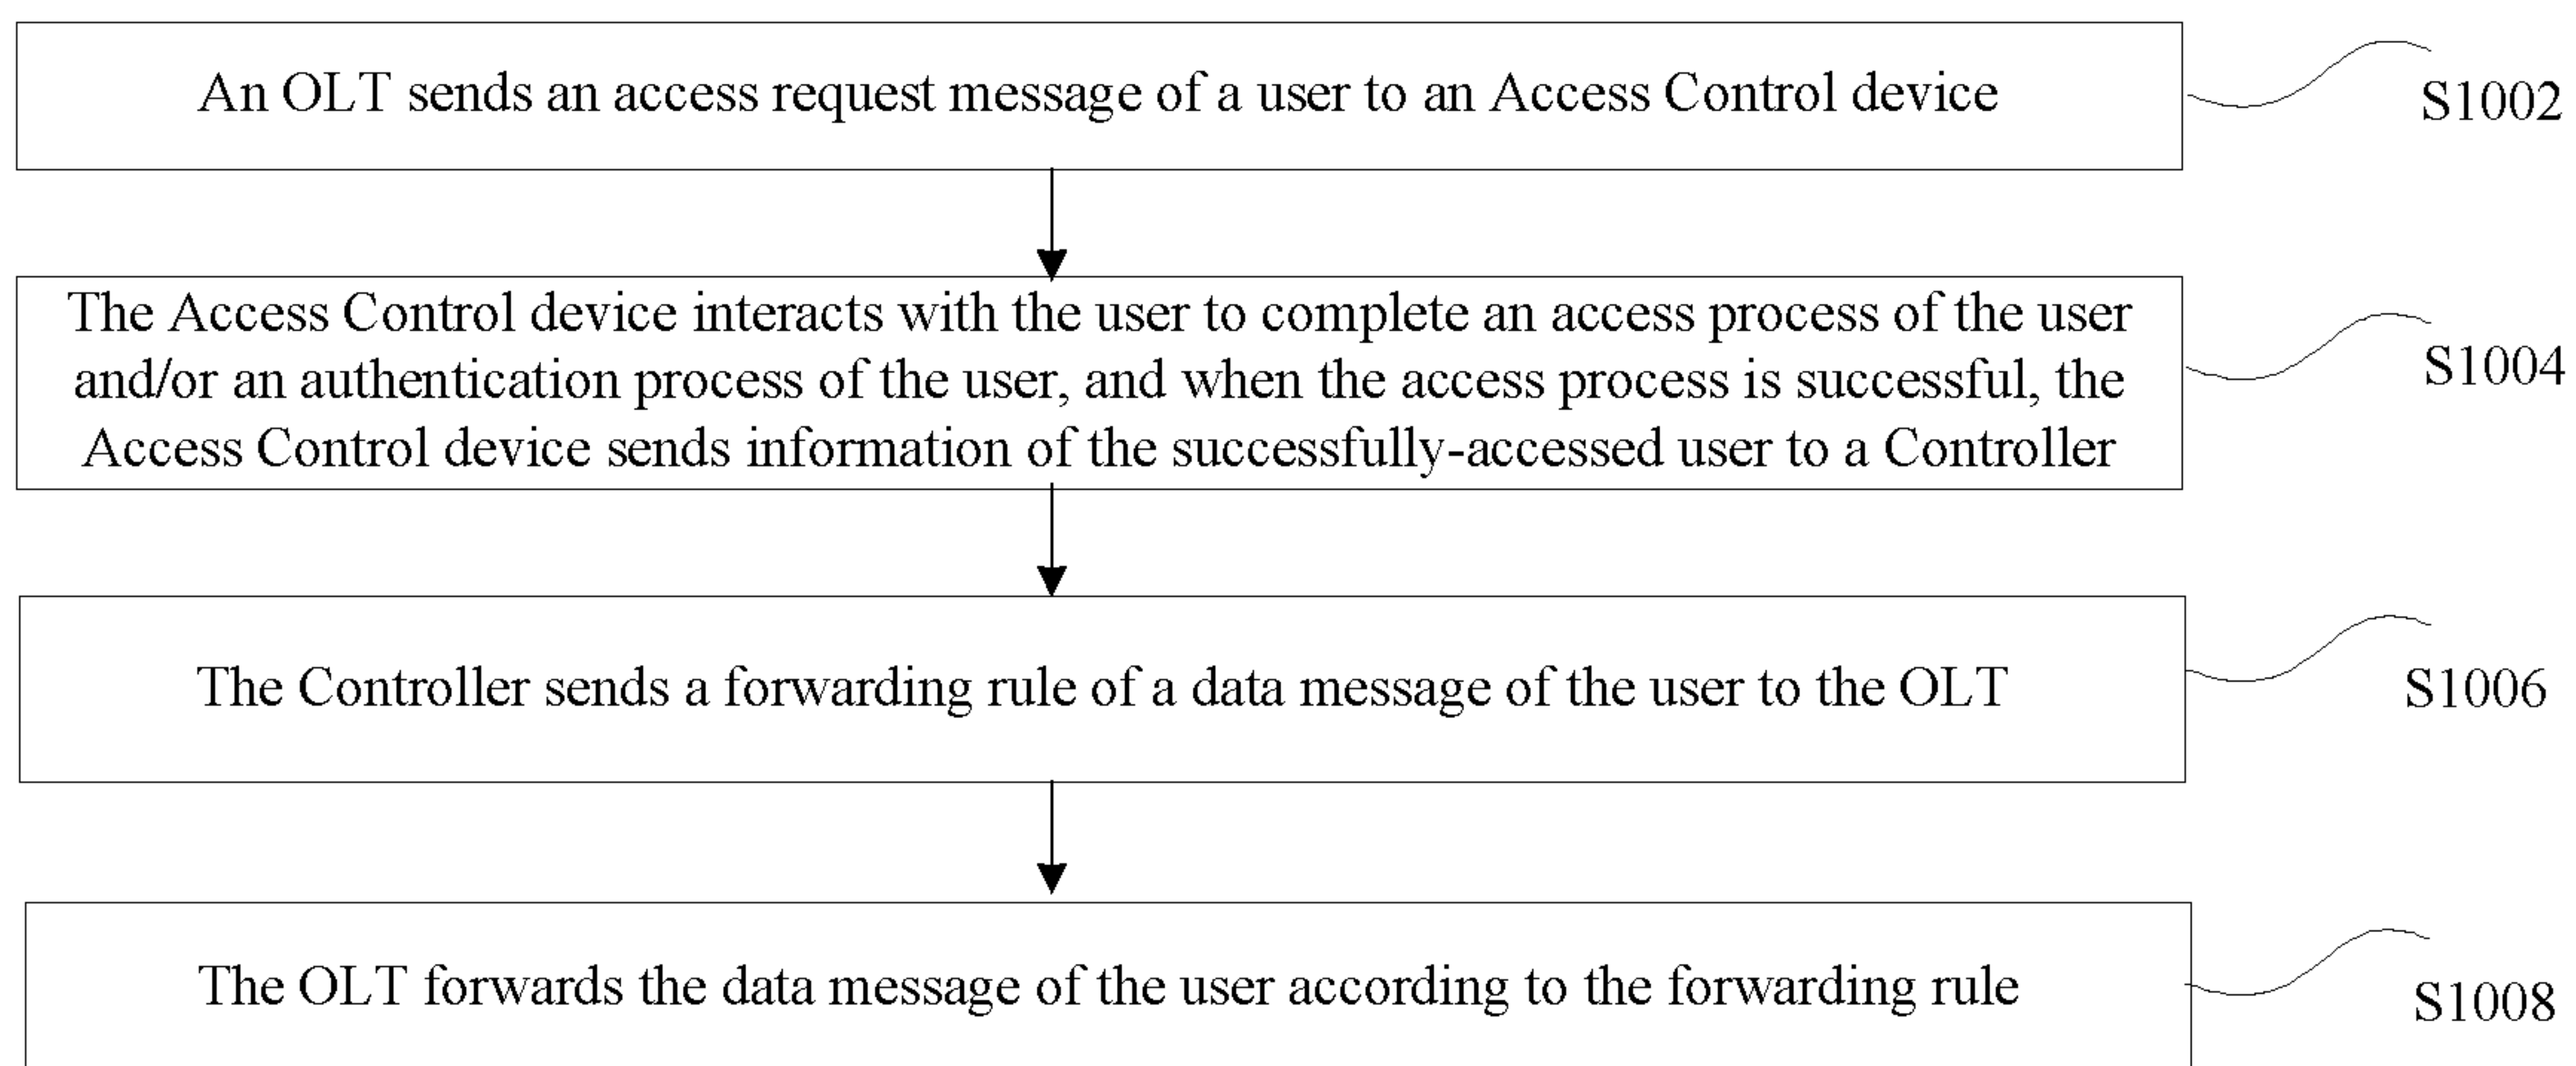 An OLT sends an access request message of a user to an Access Control device
S1002
The Access Control device interacts with the user to complete an access process of the user
and/or an authentication process of the user, and when the access process is successful, the
Access Control device sends information of the successfully-accessed user to a Controller
S1004
The Controller sends a forwarding rule of a data message of the user to the OLT
S1006
The OLT forwards the data message of the user according to the forwarding rule
S1008